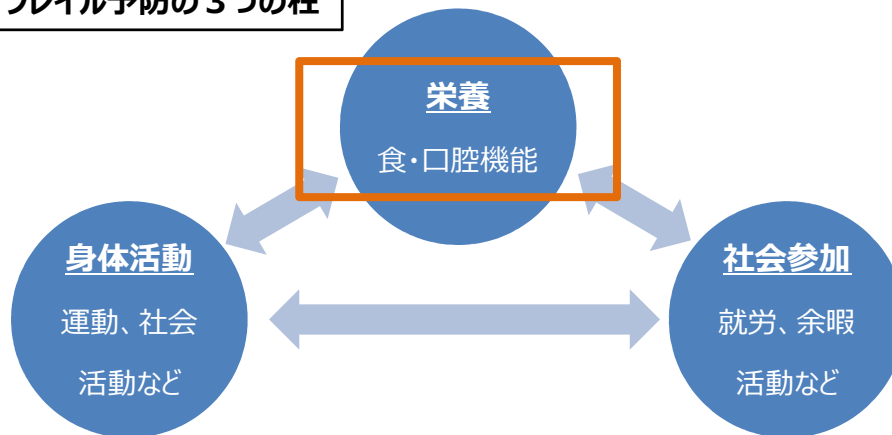 フレイル予防の３つの柱
栄養
食・口腔機能
身体活動
運動、社会
活動など
社会参加
就労、余暇
活動など